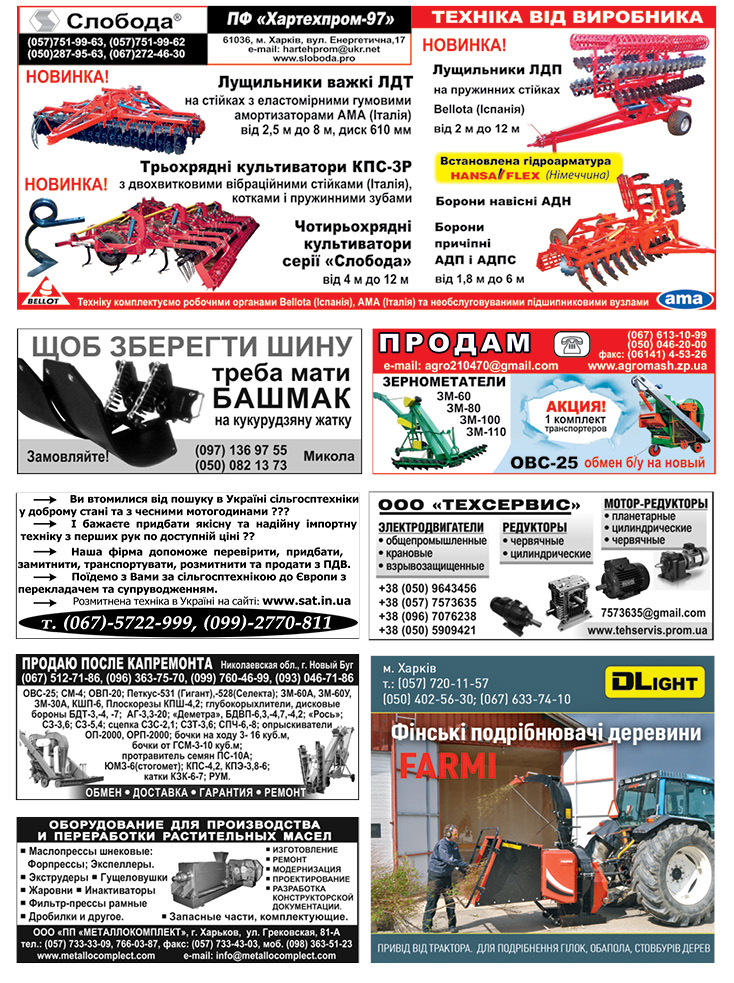 Слобода®
(057)751-99-63, (057)751-99-62
(050)287-95-63, (067)272-46-30
ПФ «Хартехпром-97»
61036, м. Харків, вул. Енергетична,17
e-mail: hartehprom@ukr.net
www.sloboda.pro
ТЕХНІКА ВІД ВИРОБНИКА
НОВИНКА!
Лущильники важкі ЛДТ
на стійках з еластомірними гумовими
амортизаторами АМА (Італія)
від 2,5 м до 8 м, диск 610 мм
НОВИНКА!
Трьохрядні культиватори КПС-3Р
з двохвитковими вібраційними стійками (Італія),
котками і пружинними зубами
Чотирьохрядні
культиватори
серії «Слобода»
від 4 м до 12 м
НОВИНКА!
Лущильники ЛДП
на пружинних стійках
Bellota (Іспанія)
від 2 м до 12 м
Встановлена гідроарматура
HANSA FLEX (Німеччина)
Борони навісні АДН
Борони
причіпні
АДП і АДПС
від 1,8 м до 6 м
BELLOT
Техніку комплектуємо робочими органами Bellota (Іспанія), АМА (Італія) та необслуговуваними підшипниковими вузлами
ama
ЩОБ ЗБЕРЕГТИ ШИНУ
треба мати
БАШМАК
на кукурудзяну жатку
Замовляйте!
(097) 136 97 55
(050) 082 13 73
Микола
ПРОДАМ
(067) 613-10-99
(050) 046-20-00
факс: (06141) 4-53-26
e-mail: agro210470@gmail.com
www.agromash.zp.ua
ЗЕРНОМЕТАТЕЛИ
ЗМ-60
ЗМ-80
ЗМ-100
ЗМ-110
АКЦИЯ!
1 комплект
транспортеров
ОВС-25 обмен б/у на новый
Ви втомилися від пошуку в Україні сільгосптехніки
у доброму стані та з чесними мотогодинами ???
І бажаєте придбати якісну та надійну імпортну
техніку з перших рук по доступній ціні ??
Наша фірма допоможе перевірити, придбати,
замитнити, транспортувати, розмитнити та продати з ПДВ.
Поїдемо з Вами за сільгосптехнікою до Європи з
перекладачем та супруводженням.
Розмитнена техніка в Україні на сайті: www.sat.in.ua
т. (067)-5722-999, (099)-2770-811
ООО «ТЕХСЕРВИС»
ЭЛЕКТРОДВИГАТЕЛИ
• общепромышленные
• крановые
• взрывозащищенные
РЕДУКТОРЫ
• червячные
• цилиндрические
МОТОР-РЕДУКТОРЫ
• планетарные
• цилиндрические
• червячные
+38 (050) 9643456
+38 (057) 7573635
+38 (096) 7076238
+38 (050) 5909421
7573635@gmail.com
www.tehservis.prom.ua
ПРОДАЮ ПОСЛЕ КАПРЕМОНТА Николаевская обл., г. Новый Буг
(067) 512-71-86, (096) 363-75-70, (099) 760-46-99, (093) 046-71-86
ОВС-25; СМ-4; ОВП-20; Петкус-531 (Гигант),-528(Селекта); ЗМ-60А, ЗМ-60У,
ЗМ-30А, КШП-6, Плоскорезы КПШ-4,2; глубокорыхлители, дисковые
бороны БДТ-3,-4, -7; АГ-3,3-20; «Деметра», БДВП-6,3,-4,7,-4,2; «Рось»;
СЗ-3,6; СЗ-5,4; сцепка СЗС-2,1; СЗТ-3,6; СПЧ-6,-8; опрыскиватели
ОП-2000, ОРП-2000; бочки на ходу 3- 16 куб.м,
бочки от ГСМ-3-10 куб.м;
протравитель семян ПС-10А;
ЮМЗ-6(стогомет); КПС-4,2, КПЭ-3,8-6;
катки КЗК-6-7; РУМ.
ОБМЕН • ДОСТАВКА • ГАРАНТИЯ • РЕМОНТ
м. Харків
т.: (057) 720-11-57
(050) 402-56-30; (067) 633-74-10
DLIGHT
Фінські подрібнювачі деревини
FARMI
ПРИВІД ВІД ТРАКТОРА. ДЛЯ ПОДРІБНЕННЯ ГІЛОК, ОБАПОЛА, СТОВБУРІВ ДЕРЕВ
ОБОРУДОВАНИЕ ДЛЯ ПРОИЗВОДСТВА
И ПЕРЕРАБОТКИ РАСТИТЕЛЬНЫХ МАСЕЛ
▪ Маслопрессы шнековые:
Форпрессы; Экспеллеры.
▪ Экструдеры ▪ Гущеловушки
▪ Жаровни ▪ Инактиваторы
▪ Фильтр-прессы рамные
▪ Дробилки и другое.
▪ ИЗГОТОВЛЕНИЕ
▪ РЕМОНТ
▪ МОДЕРНИЗАЦИЯ
▪ ПРОЕКТИРОВАНИЕ
▪ РАЗРАБОТКА
КОНСТРУКТОРСКОЙ
ДОКУМЕНТАЦИИ.
▪ Запасные части, комплектующие.
ООО «ПП «МЕТАЛЛОКОМПЛЕКТ», г. Харьков, ул. Грековская, 81-А
тел.: (057) 733-33-09, 766-03-87, факс: (057) 733-43-03, моб. (098) 363-51-23
www.metallocomplect.com e-mail: info@metallocomplect.com